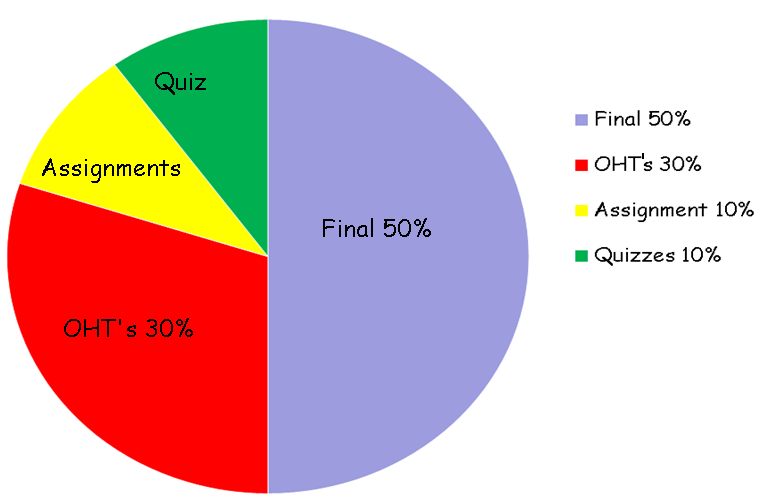 Quiz
Assignments
Final 50%
OHT's 30%
Final 50%
OHT's 30%
Assignment 10%
Quizzes 10%